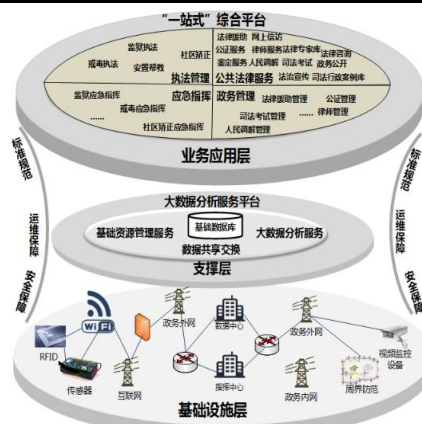 “一站式”综合平台
监狱执法
戒毒执法
安置帮教
社区矫正
执法管理
法律援助 网上信访
公证服务 律师服务 法律专家库 法律咨询
鉴定服务 人民调解 司法考试 政务公开
公共法律服务 法治宣传 司法行政案例库
监狱应急指挥
应急指挥
戒毒应急指挥
……
社区矫正应急指挥
政务管理
法律援助管理
公证管理
司法考试管理
……
律师管理
人民调解管理
业务应用层
标准规范
运维保障
安全保障
标准规范
运维保障
安全保障
大数据分析服务平台
基础资源管理服务
基础数据库
大数据分析服务
数据共享交换
支撑层
WiFi
RFID
传感器
互联网
政务外网
数据中心
指挥中心
政务外网
政务内网
视频监控
设备
周界防范
基础设施层